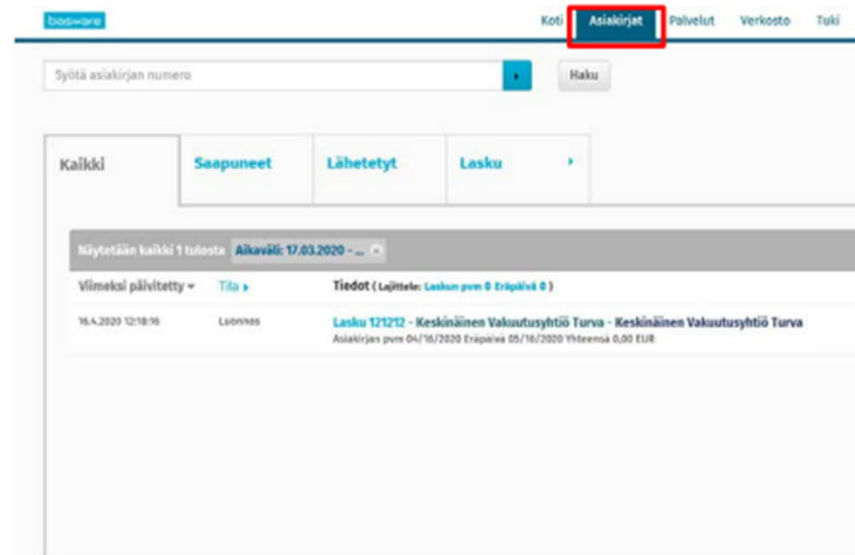 basware
Koti Asiakirjat Palvelut Verkosto Tuki
Syötä asiakirjan numero
Haku
Kaikki Saapuneet Lähetetyt Lasku
Näytetään kaikki 1 tulosta Aikaväli: 17.03.2020 - ...
Viimeksi päivitetty Tila Tiedot ( Lajittele: Laskun pvm Eräpäivä )
16.4.2020 12:18:16 Luonnos Lasku 121212 - Keskinäinen Vakuutusyhtiö Turva - Keskinäinen Vakuutusyhtiö Turva
Asiakirjan pvm 04/16/2020 Eräpäivä 05/16/2020 Yhteensä 0,00 EUR